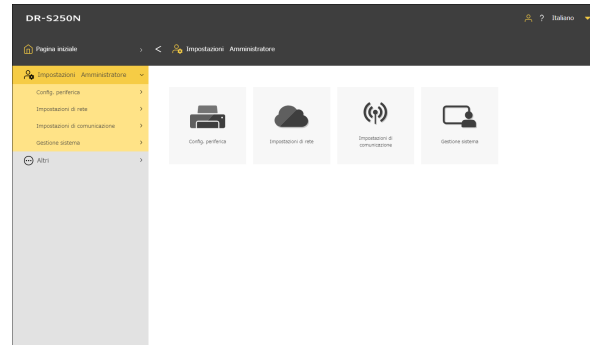 DR-S250N
? Italiano
Pagina iniziale
< Impostazioni Amministratore
Impostazioni Amministratore
Config. periferica
Impostazioni di rete
Impostazioni di comunicazione
Gestione sistema
Altri
Config. periferica
Impostazioni di rete
Impostazioni di
comunicazione
Gestione sistema